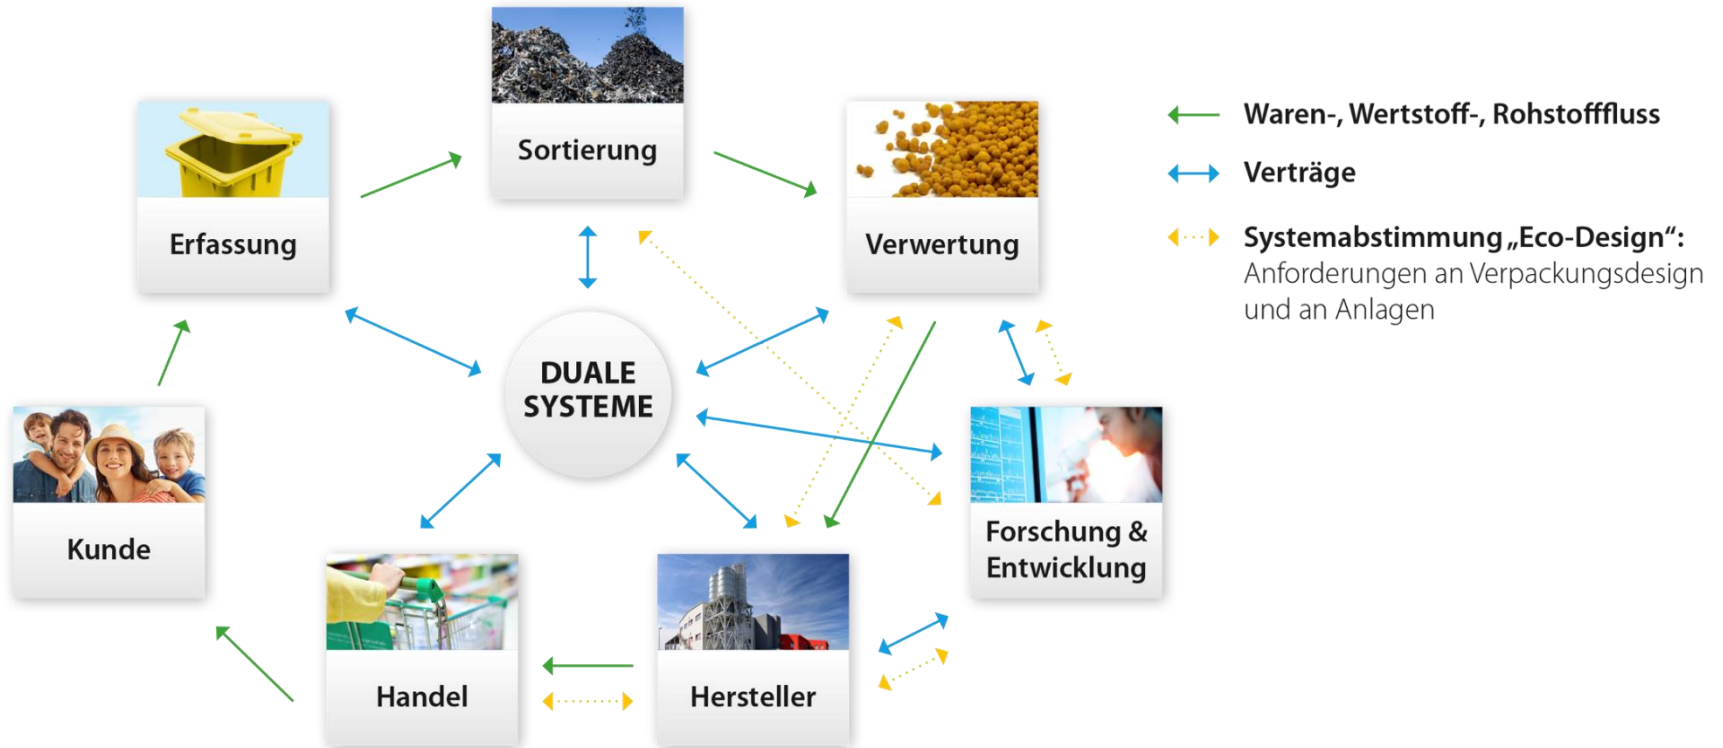 Sortierung
Erfassung
Verwertung
DUALE
SYSTEME
Kunde
Forschung &
Entwicklung
Handel
Hersteller
Waren-, Wertstoff-, Rohstofffluss
Verträge
Systemabstimmung „Eco-Design“:
Anforderungen an Verpackungsdesign
und an Anlagen